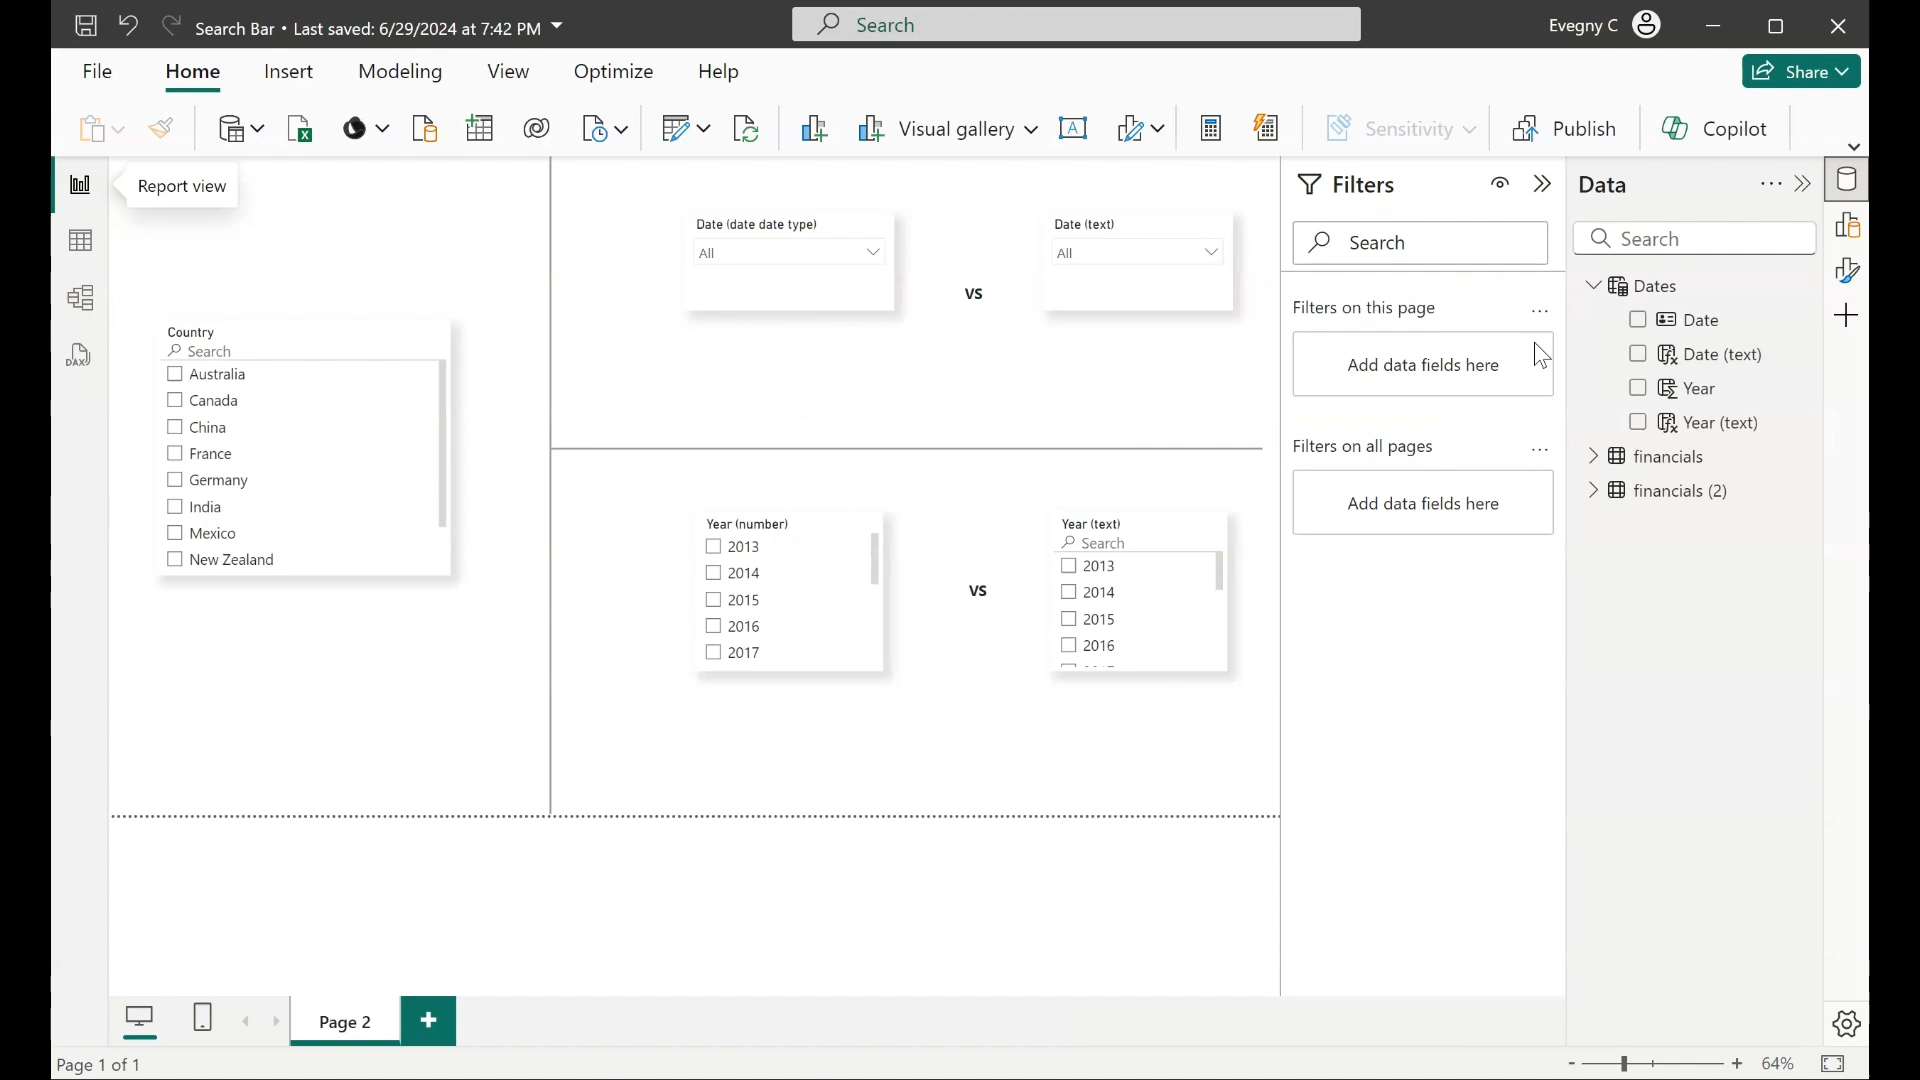 Search Bar • Last saved: 6/29/2024 at 7:42 PM
Search
Evegny C
File Home Insert Modeling View Optimize Help
Share
Visual gallery
Sensitivity
Publish
Copilot
Report view
DAX
Country
Search
Australia
Canada
China
France
Germany
India
Mexico
New Zealand
Date (date date type)
All
vs
Date (text)
All
Year (number)
2013
2014
2015
2016
2017
vs
Year (text)
Search
2013
2014
2015
2016
Filters
Search
Filters on this page
Add data fields here
Filters on all pages
Add data fields here
Data
Search
Dates
Date
Date (text)
Year
Year (text)
financials
financials (2)
Page 2
Page 1 of 1
64%